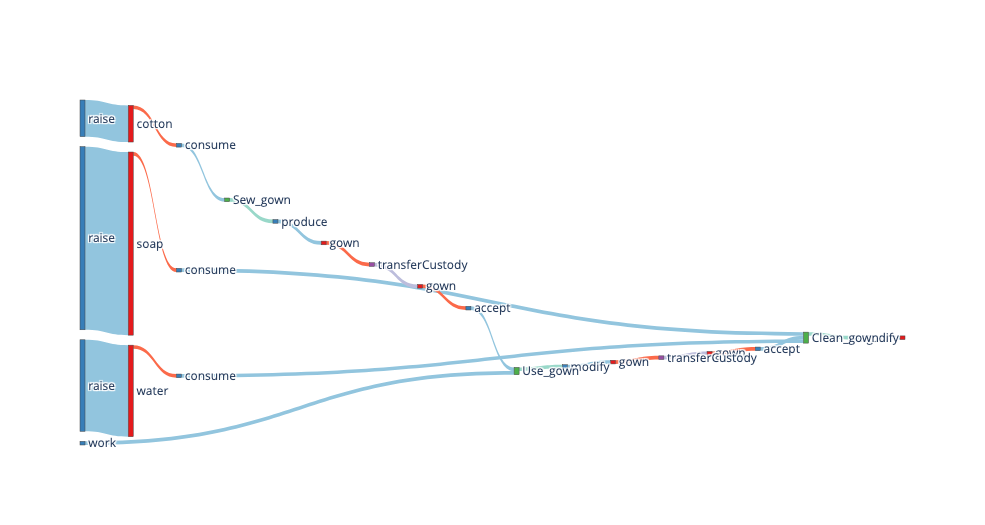 raise
cotton
consume
raise
Sew_gown
produce
soap
gown
transferCustody
consume
gown
accept
Clean_gown
accept
transferCustody
gown
modify
Use_gown
consume
raise
water
work